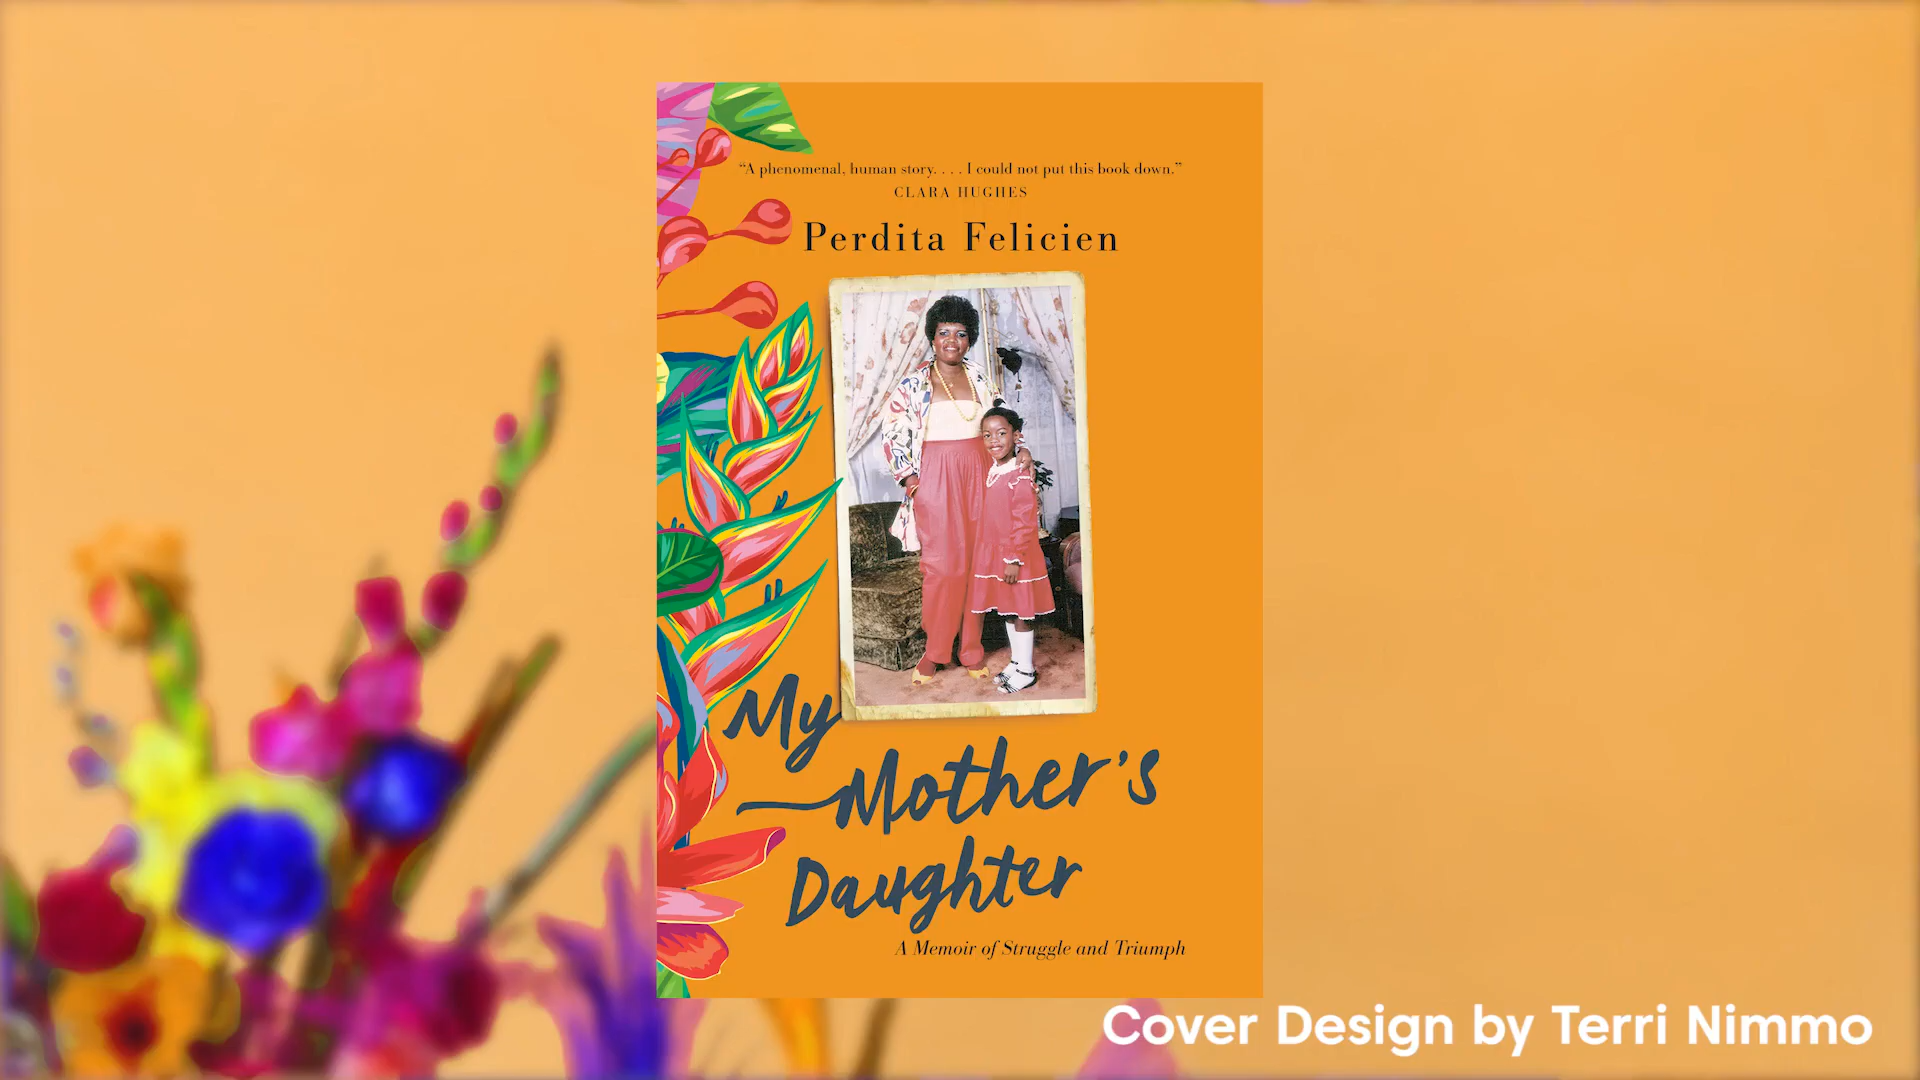 “A phenomenal, human story. . . . I could not put this book down.”
CLARA HUGHES
Perdita Felicien
My
Mother’s
Daughter
A Memoir of Struggle and Triumph
Cover Design by Terri Nimmo